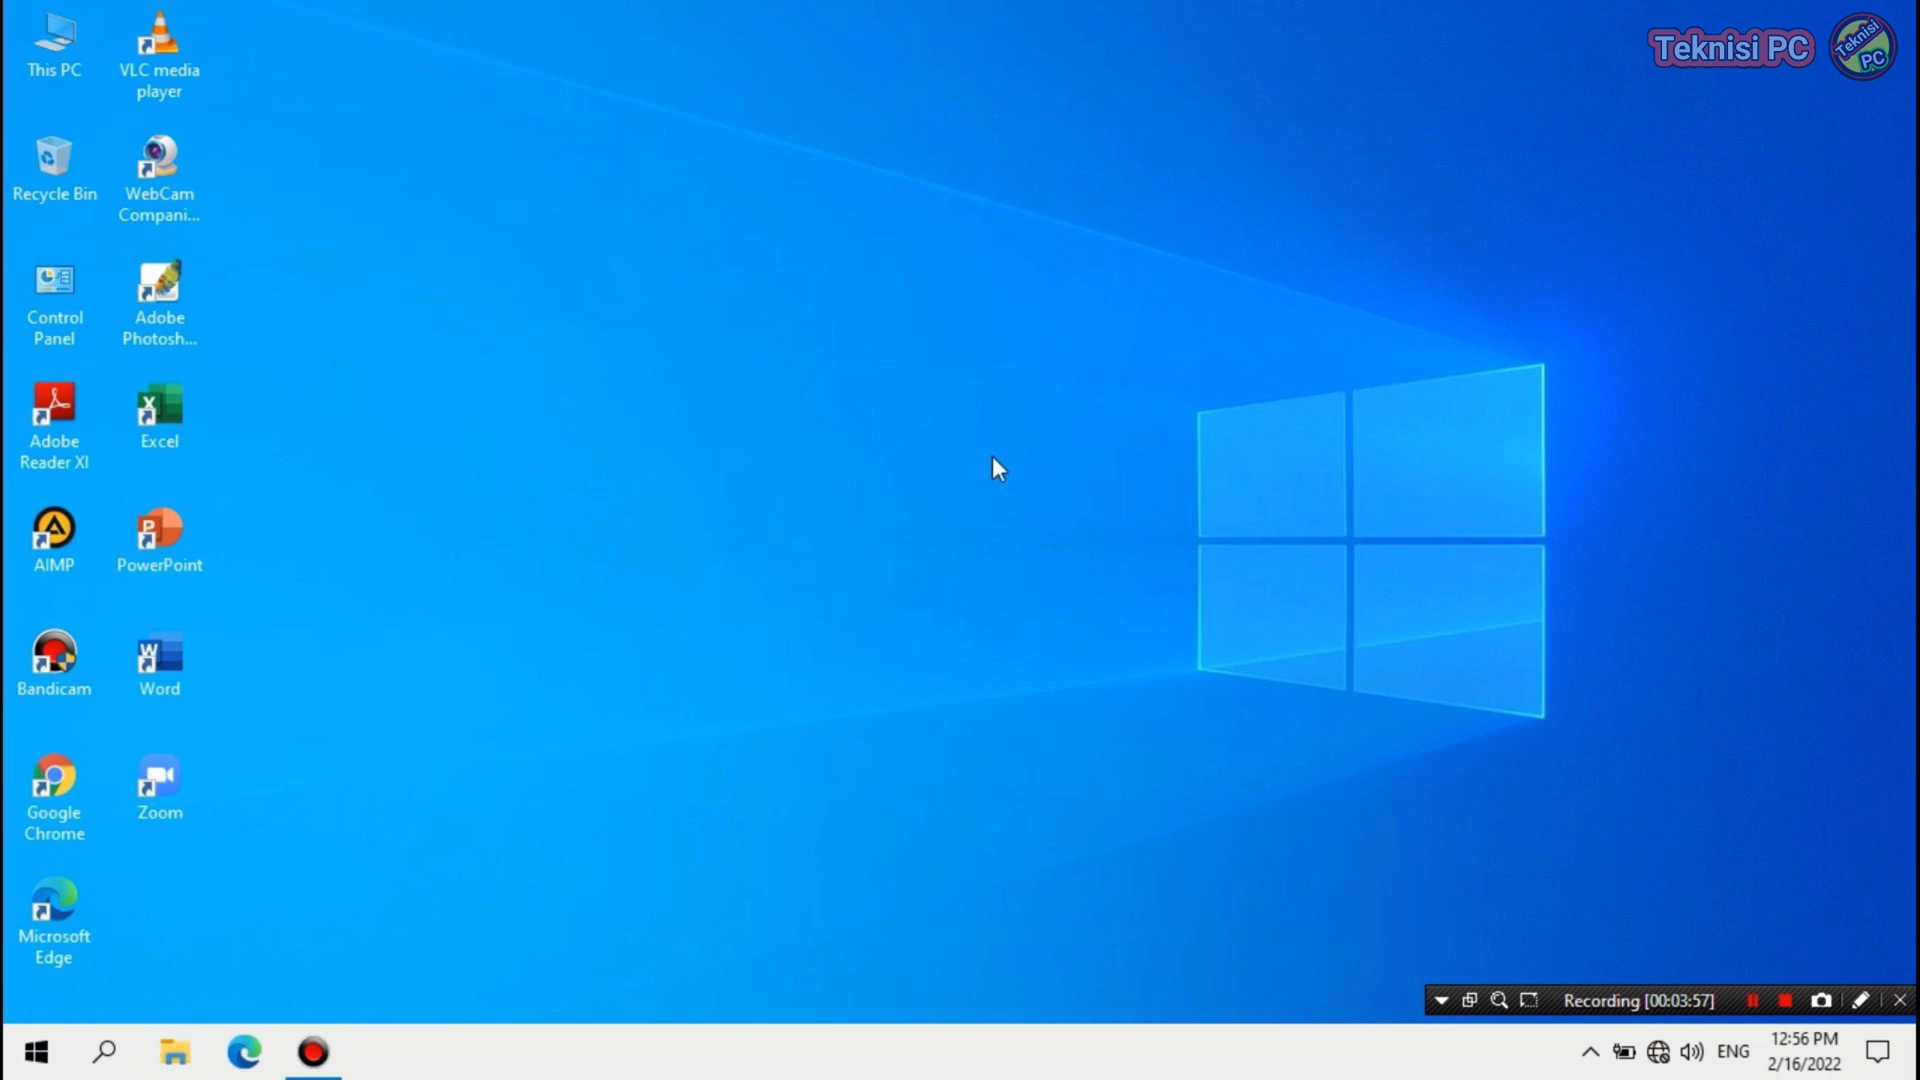 This PC
VLC media
player
Teknisi PC
Teknisi
PC
Recycle Bin
WebCam
Compani...
Control
Panel
Adobe
Photosh...
Adobe
Reader XI
Excel
AIMP
PowerPoint
Bandicam
Word
Google
Chrome
Zoom
Microsoft
Edge
Recording [00:03:57]
ENG
12:56 PM
2/16/2022